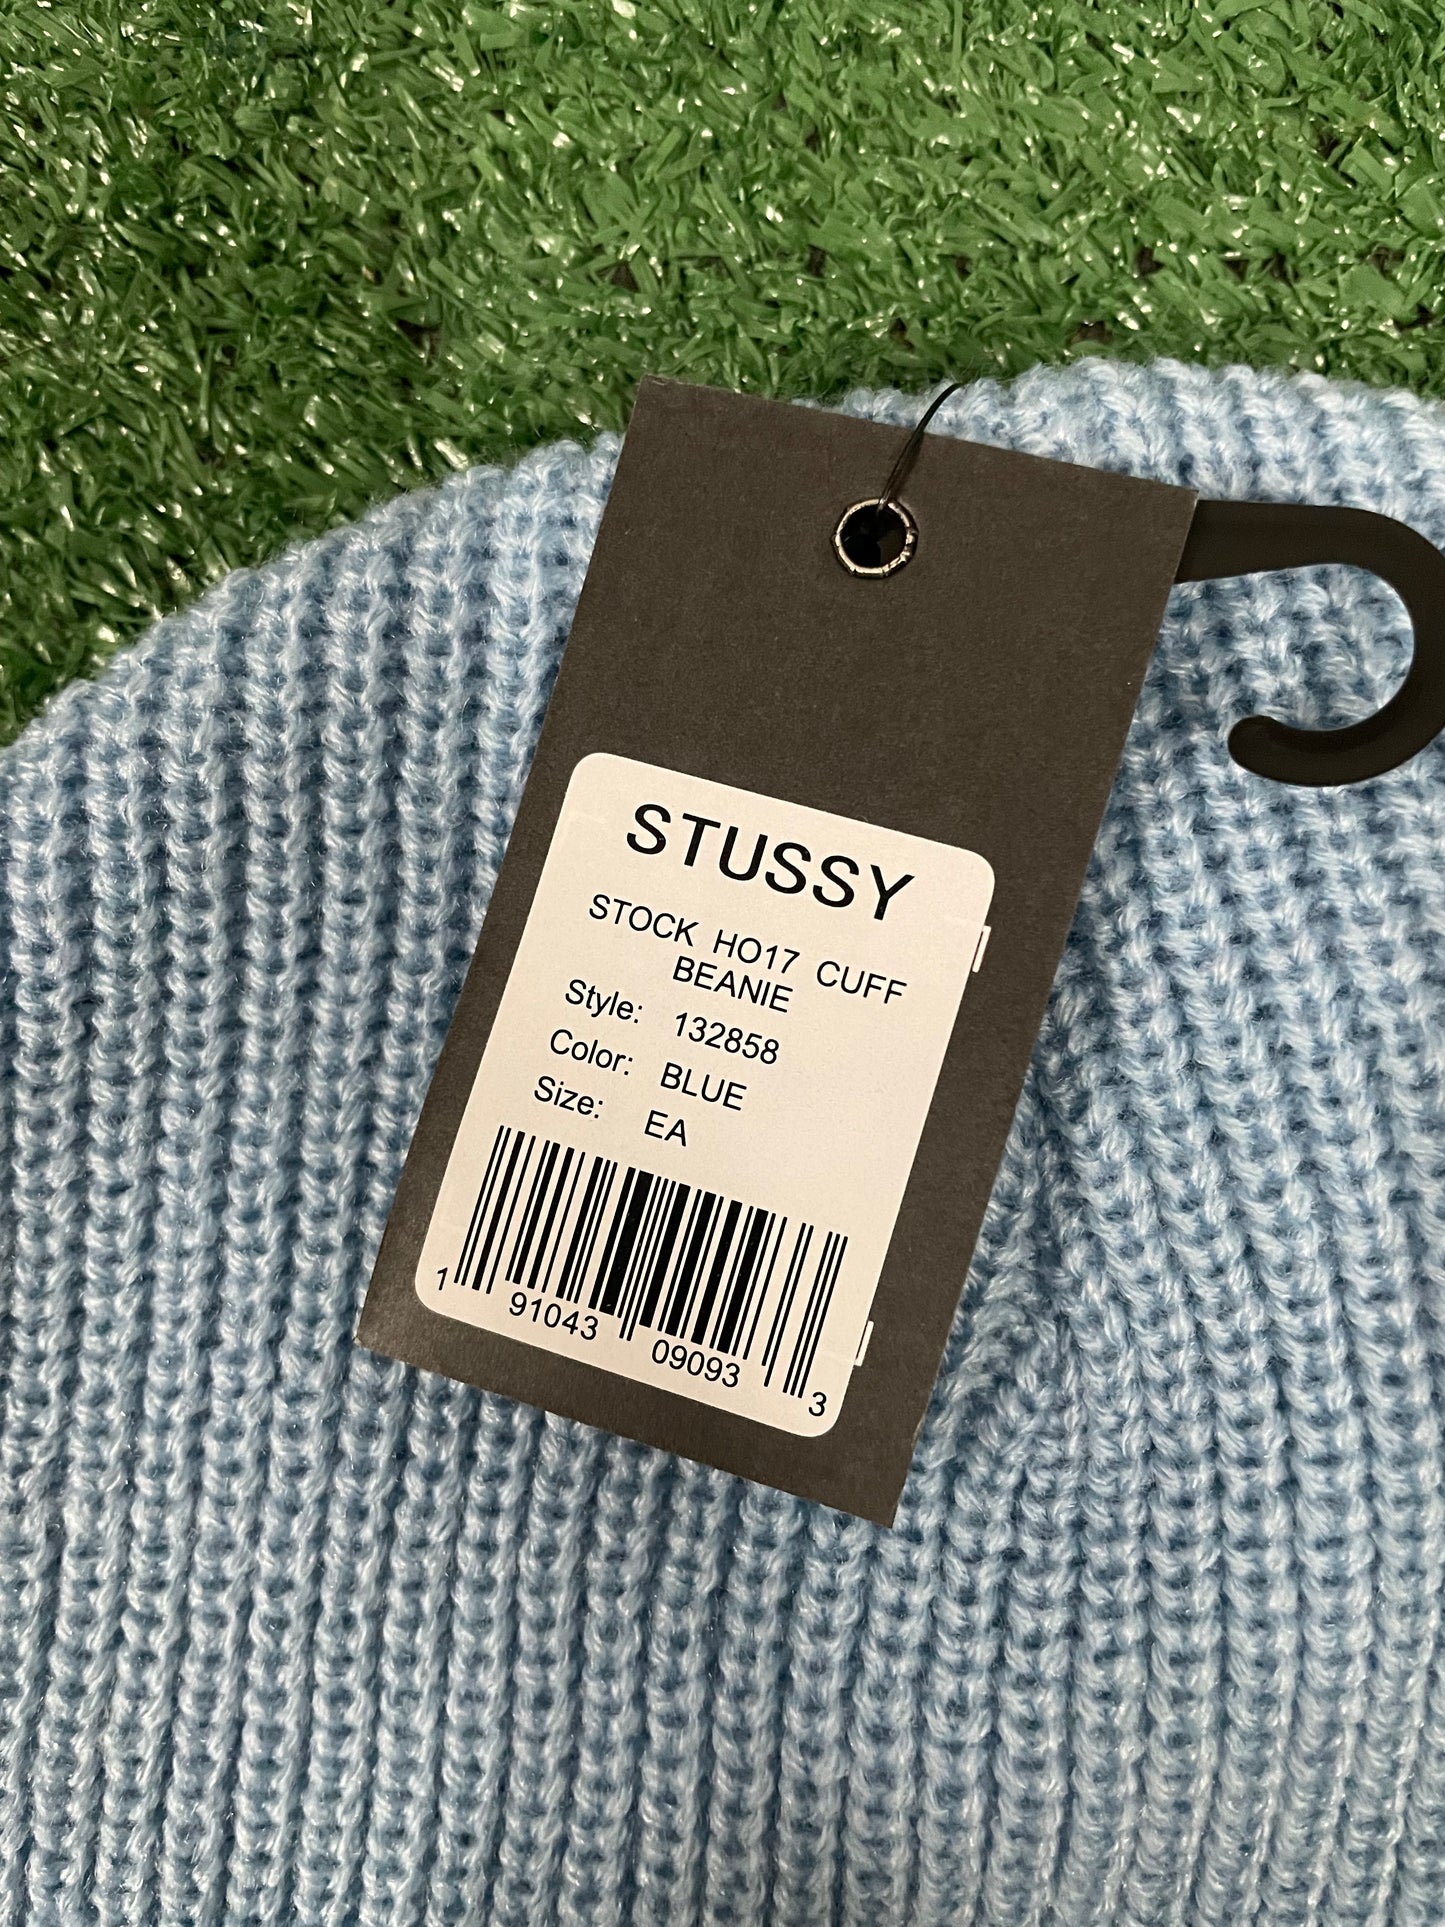 STUSSY
STOCK HO17 CUFF
BEANIE
Style: 132858
Color: BLUE
Size: EA
1 91043 09093 3